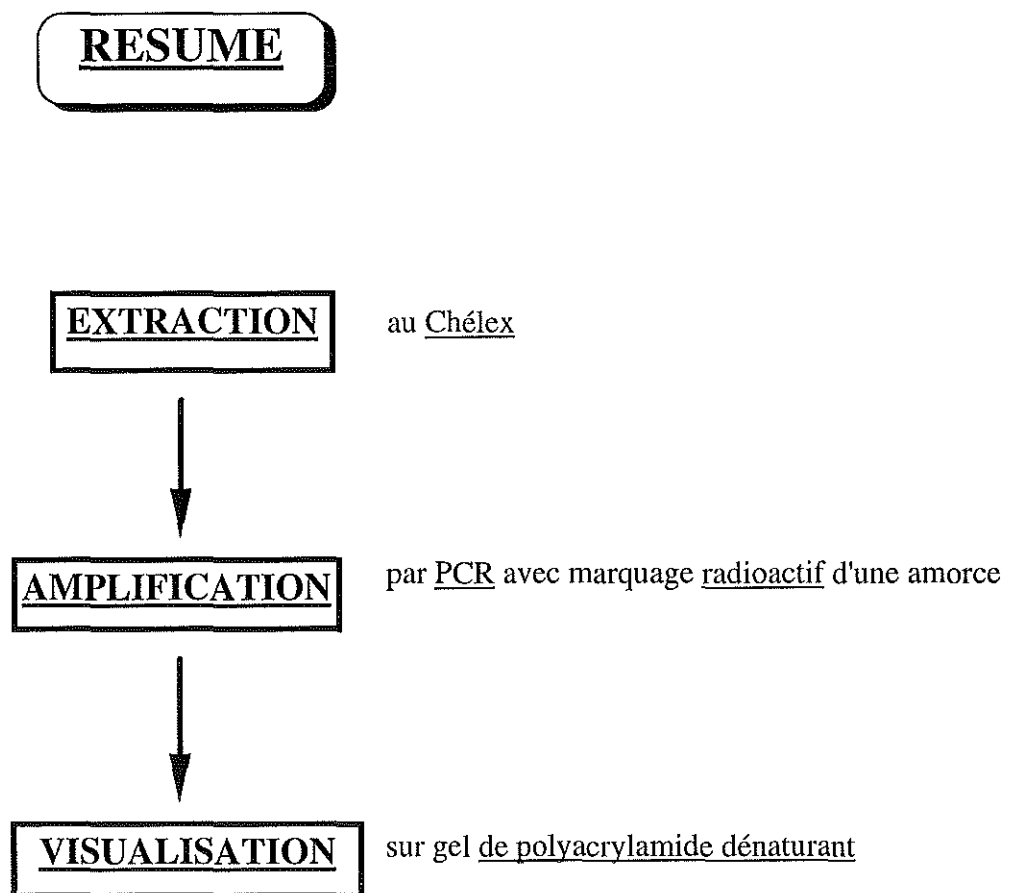 RESUME
EXTRACTION au Chélex
AMPLIFICATION par PCR avec marquage radioactif d'une amorce
VISUALISATION sur gel de polyacrylamide dénaturant